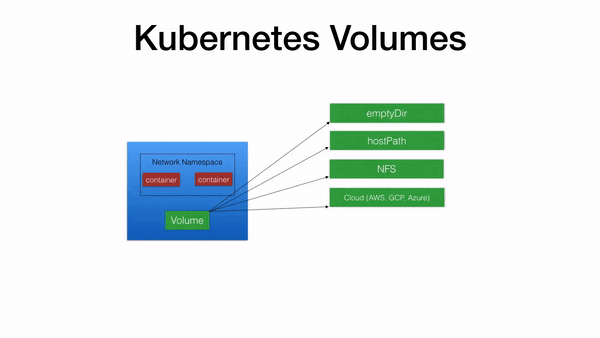 Kubernetes Volumes
emptyDir
hostPath
Network Namespace
NFS
container container
Cloud (AWS, GCP, Azure)
Volume